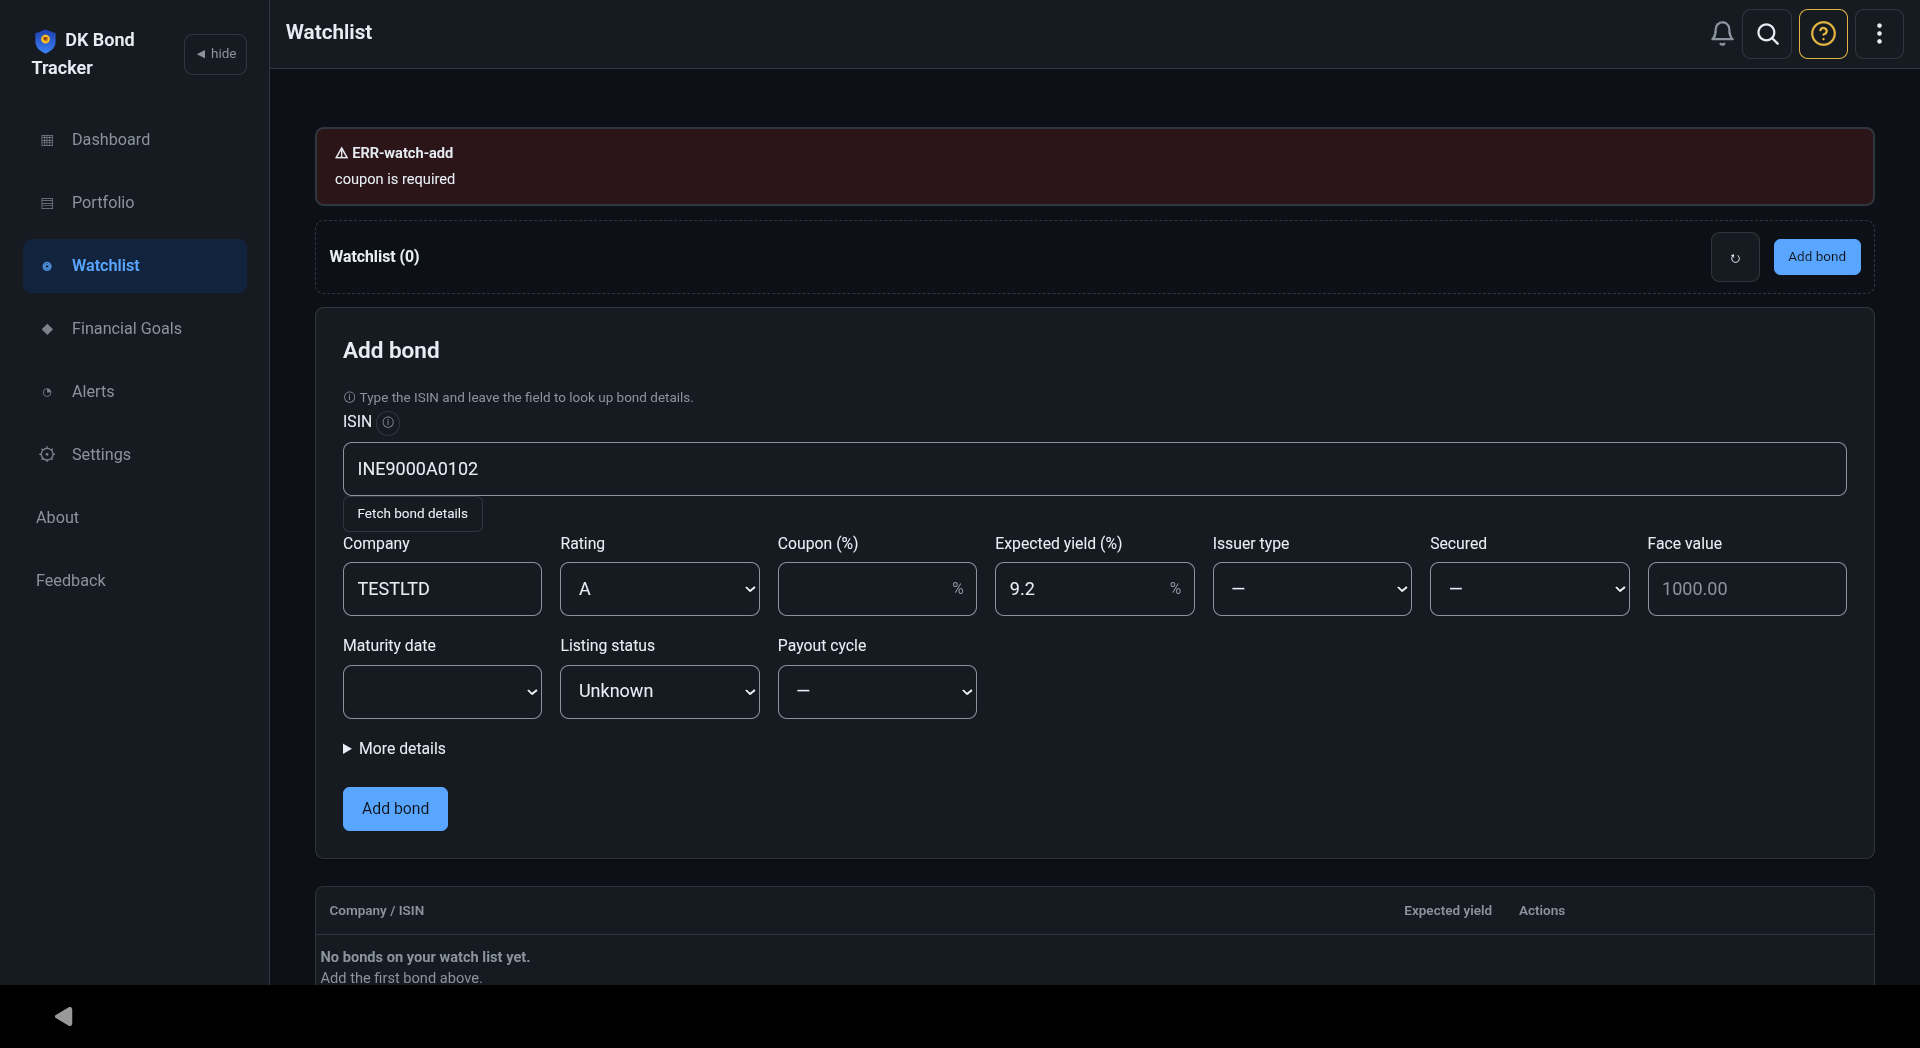 DK Bond Tracker
◄ hide
Dashboard
Portfolio
Watchlist
Financial Goals
Alerts
Settings
About
Feedback
Watchlist
⚠ ERR-watch-add
coupon is required
Watchlist (0)
↻
Add bond
Add bond
ⓘ Type the ISIN and leave the field to look up bond details.
ISIN ⓘ
INE9000A0102
Fetch bond details
Company
Rating
Coupon (%)
Expected yield (%)
Issuer type
Secured
Face value
TESTLTD
A
%
9.2 %
—
—
1000.00
Maturity date
Listing status
Payout cycle
Unknown
—
▶ More details
Add bond
Company / ISIN
Expected yield
Actions
No bonds on your watch list yet.
Add the first bond above.